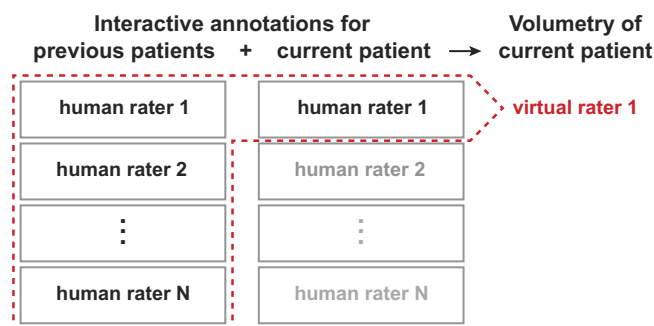 Interactive annotations for
Volumetry of
previous patients + current patient → current patient
human rater 1
human rater 1
virtual rater 1
human rater 2
human rater 2
⋮
⋮
human rater N
human rater N